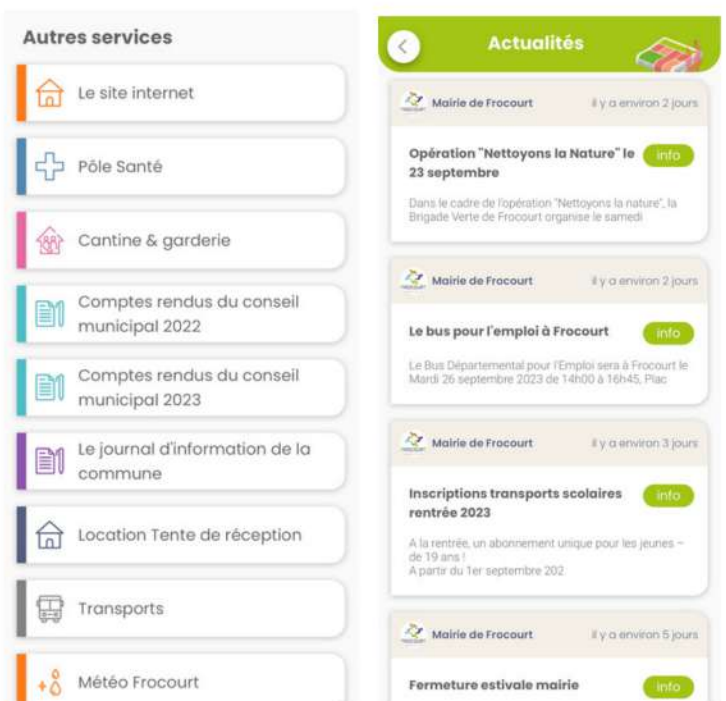 Autres services
Le site internet
Pôle Santé
Cantine & garderie
Comptes rendus du conseil
municipal 2022
Comptes rendus du conseil
municipal 2023
Le journal d'information de la
commune
Location Tente de réception
Transports
Météo Frocourt
Actualités
Mairie de Frocourt il y a environ 2 jours
Opération "Nettoyons la Nature" le info
23 septembre
Dans le cadre de l'opération "Nettoyons la nature", la
Brigade Verte de Frocourt organise le samedi
Mairie de Frocourt il y a environ 2 jours
Le bus pour l'emploi à Frocourt info
Le Bus Départemental pour l'Emploi sera à Frocourt le
Mardi 26 septembre 2023 de 14h00 à 16h45, Plac
Mairie de Frocourt il y a environ 3 jours
Inscriptions transports scolaires info
rentrée 2023
A la rentrée, un abonnement unique pour les jeunes –
de 19 ans !
A partir du 1er septembre 202
Mairie de Frocourt il y a environ 5 jours
Fermeture estivale mairie info